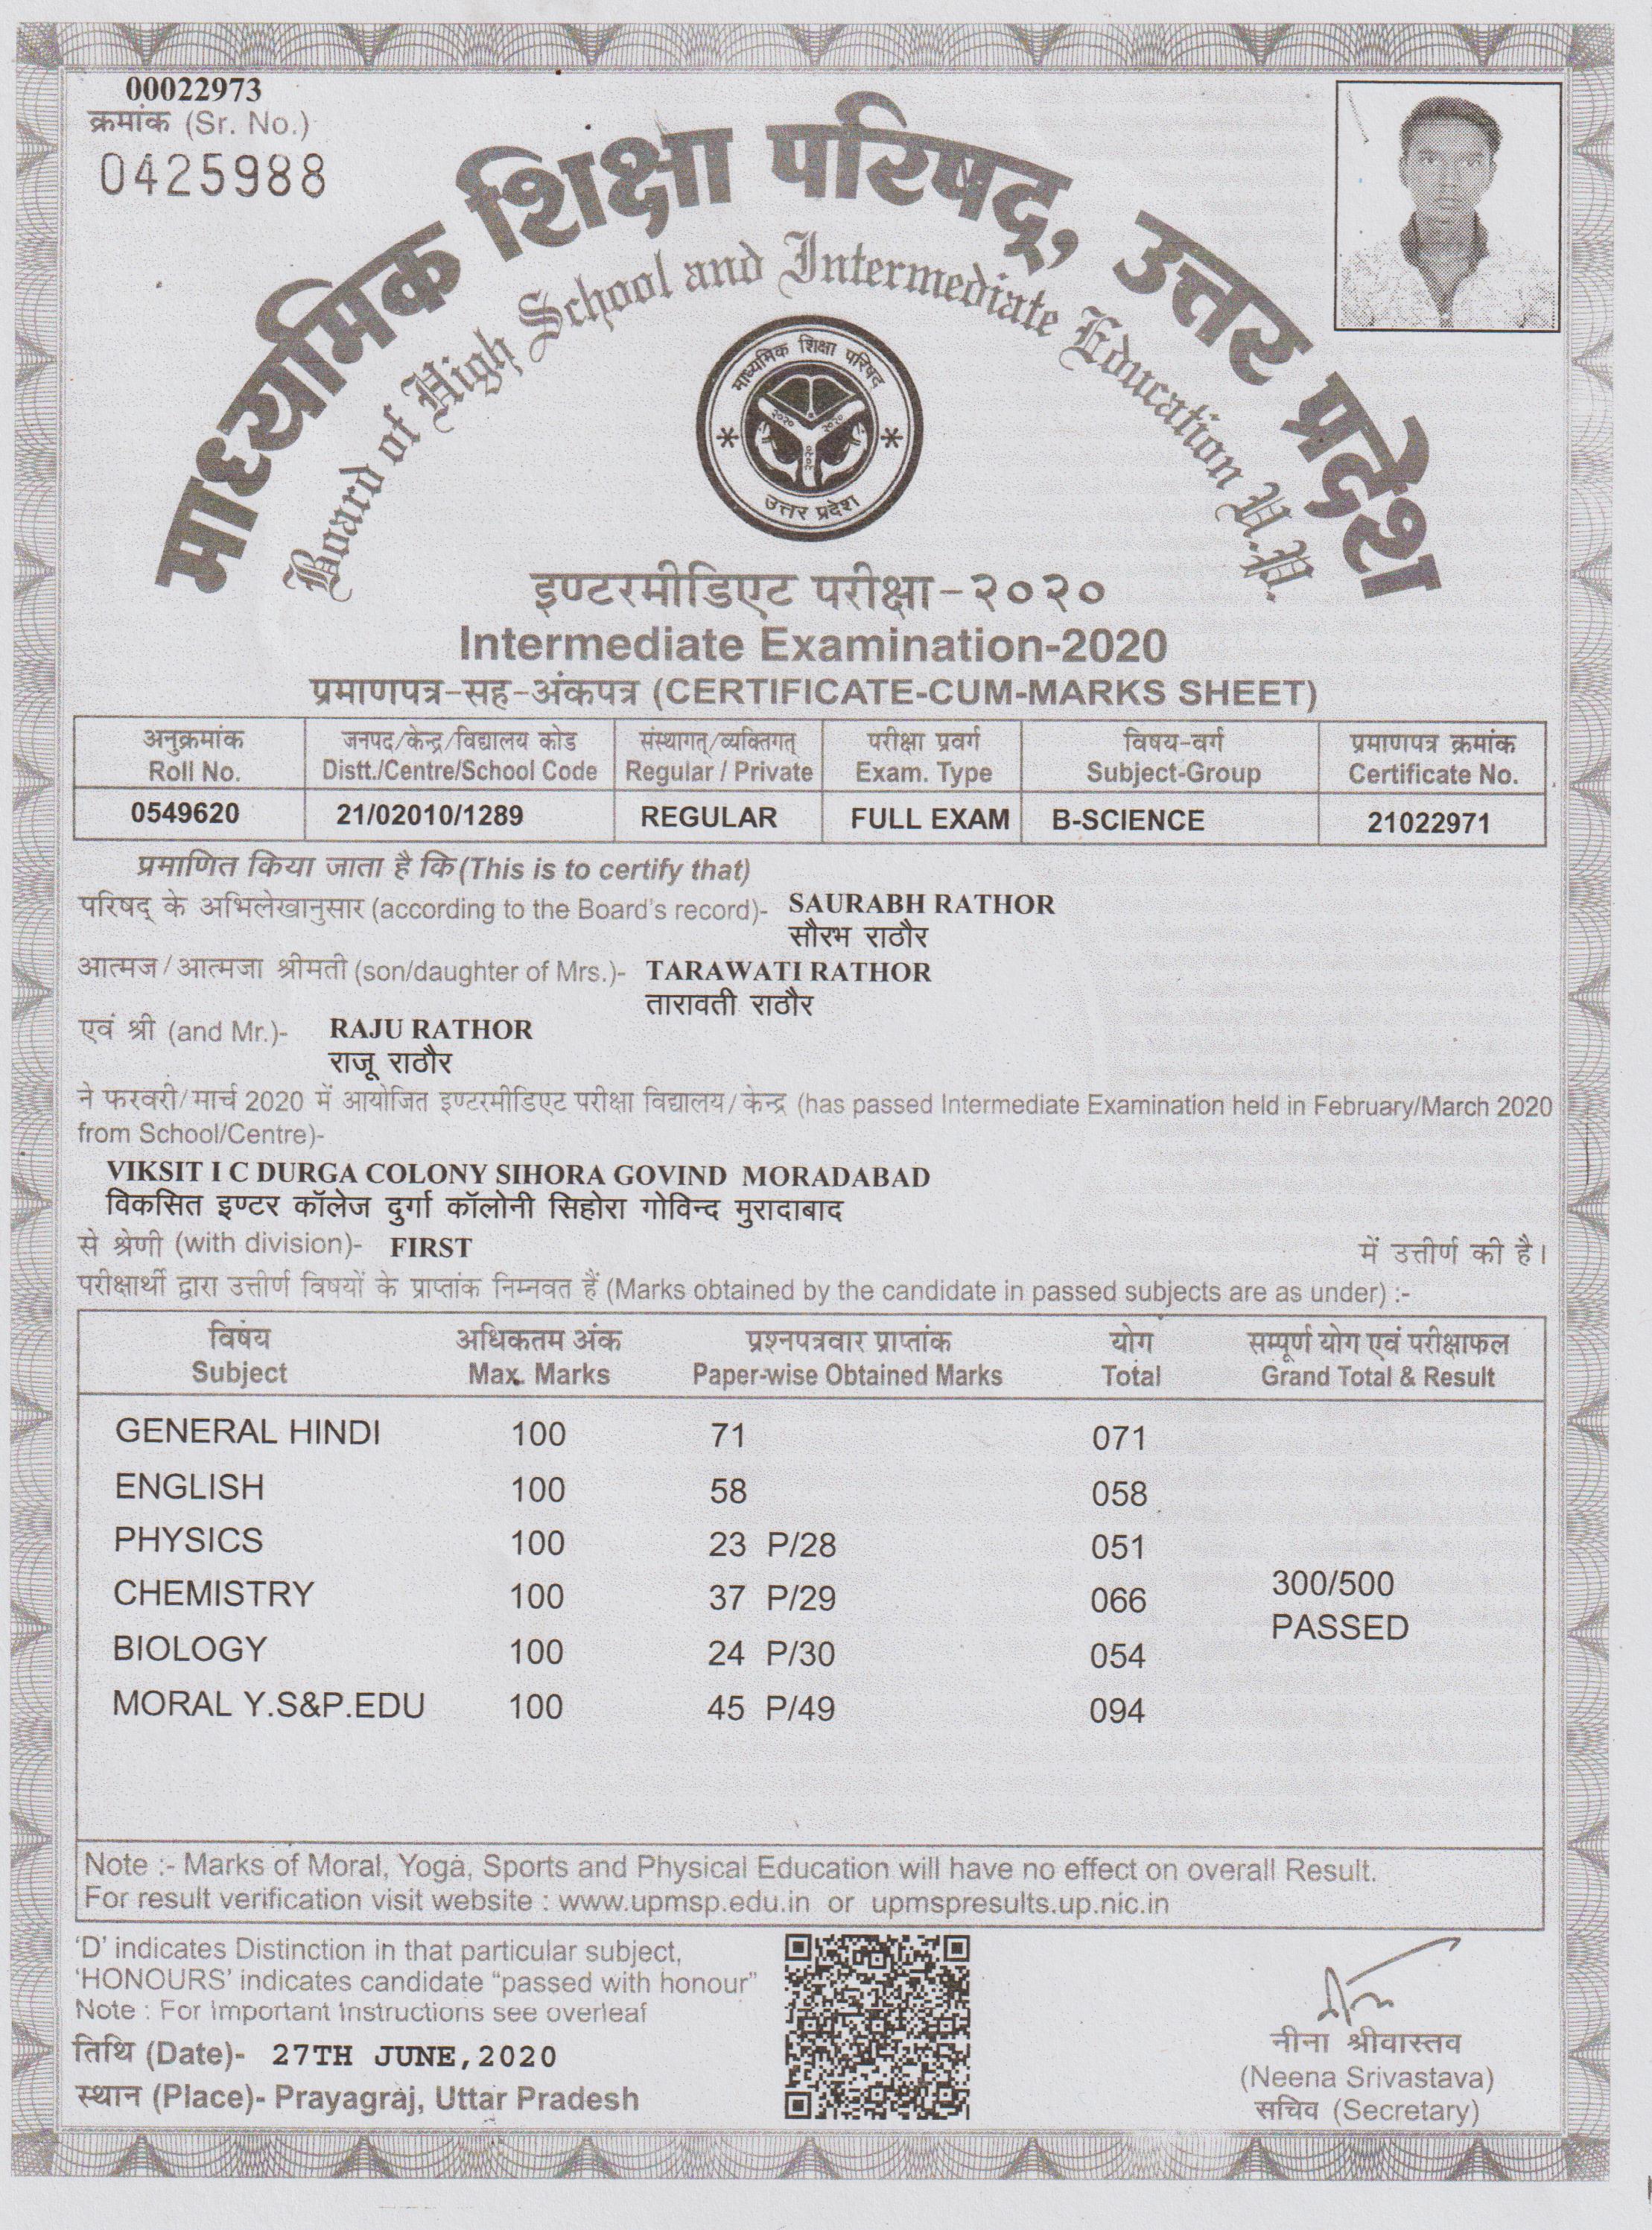 00022973
क्रमांक (Sr. No.)
0425988
माध्यमिक शिक्षा परिषद्, उत्तर प्रदेश
Board of High School and Intermediate Education U.P.
माध्यमिक शिक्षा परिषद
२०२० २०२०
२०२०
उत्तर प्रदेश
इण्टरमीडिएट परीक्षा-२०२०
Intermediate Examination-2020
प्रमाणपत्र-सह-अंकपत्र (CERTIFICATE-CUM-MARKS SHEET)
अनुक्रमांक जनपद/केन्द्र/विद्यालय कोड संस्थागत्/व्यक्तिगत् परीक्षा प्रवर्ग विषय-वर्ग प्रमाणपत्र क्रमांक
Roll No. Distt./Centre/School Code Regular / Private Exam. Type Subject-Group Certificate No.
0549620 21/02010/1289 REGULAR FULL EXAM B-SCIENCE 21022971
प्रमाणित किया जाता है कि (This is to certify that)
परिषद् के अभिलेखानुसार (according to the Board's record)- SAURABH RATHOR
सौरभ राठौर
आत्मज/आत्मजा श्रीमती (son/daughter of Mrs.)- TARAWATI RATHOR
तारावती राठौर
एवं श्री (and Mr.)- RAJU RATHOR
राजू राठौर
ने फरवरी/मार्च 2020 में आयोजित इण्टरमीडिएट परीक्षा विद्यालय/केन्द्र (has passed Intermediate Examination held in February/March 2020
from School/Centre)-
VIKSIT I C DURGA COLONY SIHORA GOVIND MORADABAD
विकसित इण्टर कॉलेज दुर्गा कॉलोनी सिहोरा गोविन्द मुरादाबाद
से श्रेणी (with division)- FIRST में उत्तीर्ण की है।
परीक्षार्थी द्वारा उत्तीर्ण विषयों के प्राप्तांक निम्नवत हैं (Marks obtained by the candidate in passed subjects are as under) :-
विषय अधिकतम अंक प्रश्नपत्रवार प्राप्तांक योग सम्पूर्ण योग एवं परीक्षाफल
Subject Max. Marks Paper-wise Obtained Marks Total Grand Total & Result
GENERAL HINDI 100 71 071
ENGLISH 100 58 058
PHYSICS 100 23 P/28 051
CHEMISTRY 100 37 P/29 066 300/500
PASSED
BIOLOGY 100 24 P/30 054
MORAL Y.S&P.EDU 100 45 P/49 094
Note :- Marks of Moral, Yoga, Sports and Physical Education will have no effect on overall Result.
For result verification visit website : www.upmsp.edu.in or upmspresults.up.nic.in
'D' indicates Distinction in that particular subject,
'HONOURS' indicates candidate "passed with honour"
Note : For Important Instructions see overleaf
तिथि (Date)- 27TH JUNE,2020
स्थान (Place)- Prayagraj, Uttar Pradesh
नीना श्रीवास्तव
(Neena Srivastava)
सचिव (Secretary)